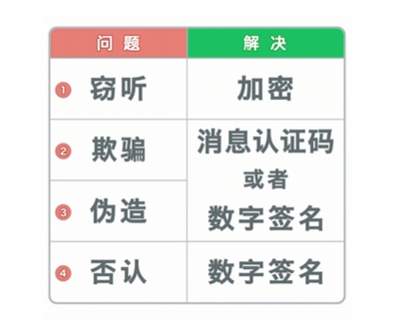 问题 解决
1 窃听 加密
2 欺骗 消息认证码
或者
3 伪造 数字签名
4 否认 数字签名